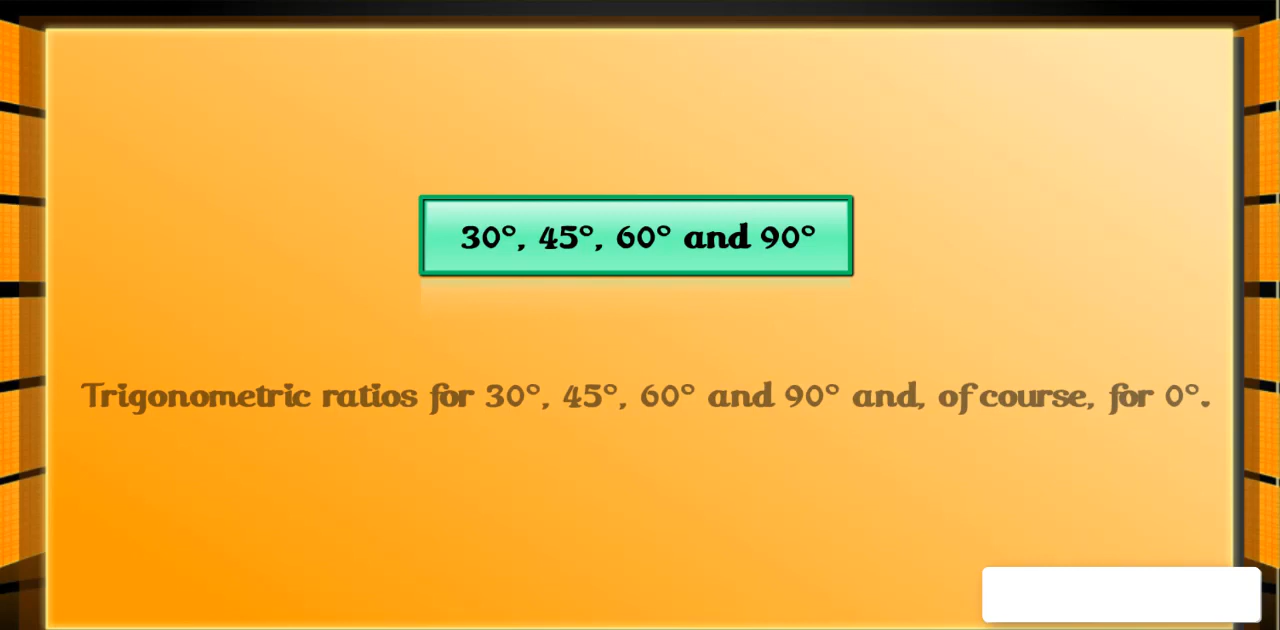 30°, 45°, 60° and 90°
Trigonometric ratios for 30°, 45°, 60° and 90° and, of course, for 0°.